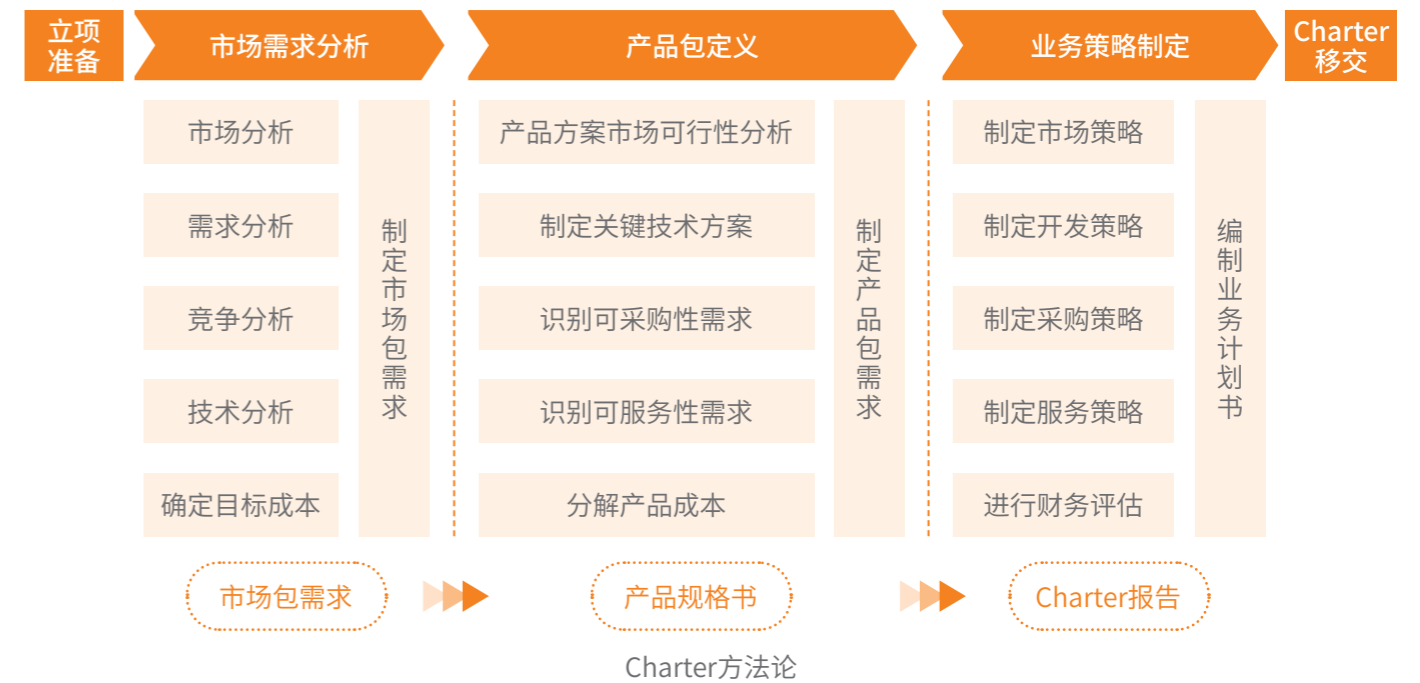 立项
准备
市场需求分析
产品包定义
业务策略制定
Charter
移交
市场分析
需求分析
竞争分析
技术分析
确定目标成本
制定市场包需求
产品方案市场可行性分析
制定关键技术方案
识别可采购性需求
识别可服务性需求
分解产品成本
制定产品包需求
制定市场策略
制定开发策略
制定采购策略
制定服务策略
进行财务评估
编制业务计划书
市场包需求
产品规格书
Charter报告
Charter方法论